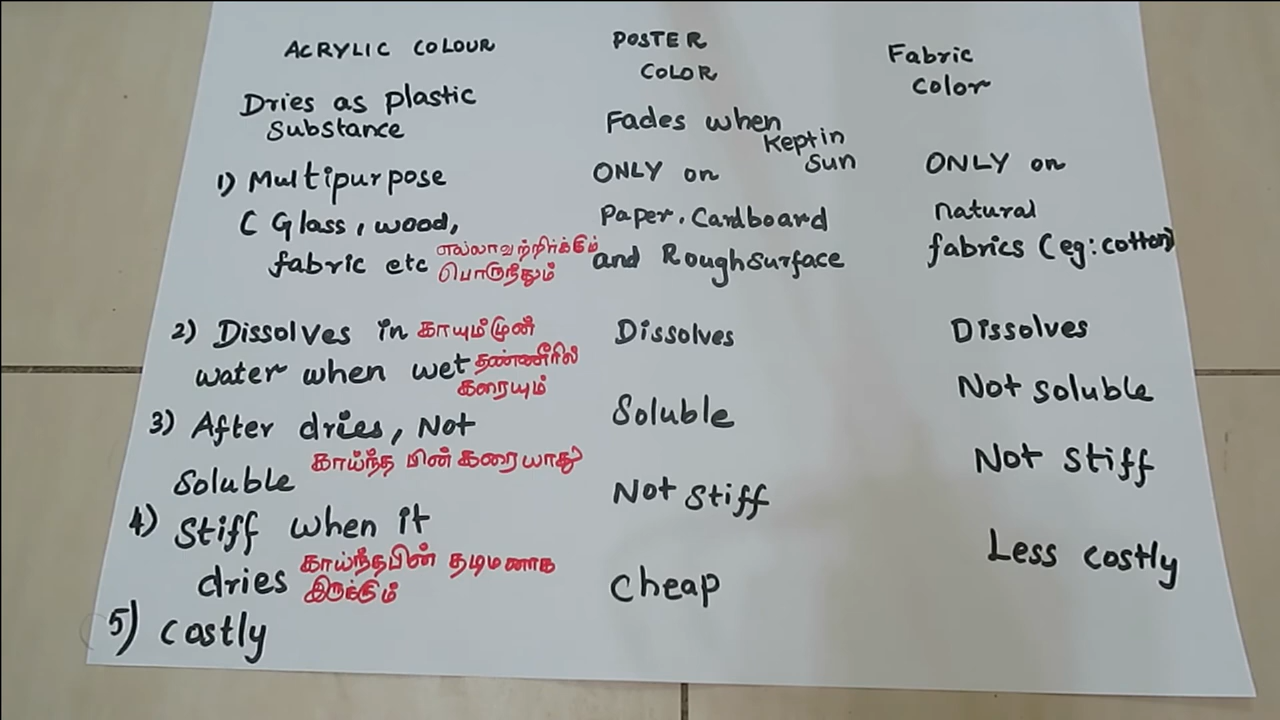 ACRYLIC COLOUR
Dries as plastic
Substance
1) Multipurpose
( Glass, wood,
fabric etc எல்லாவற்றிர்க்கும்
பொருந்தும்
2) Dissolves in காயும்முன்
water when wet தண்ணீரில்
கரையும்
3) After dries, Not
Soluble காய்ந்த பின் கரையாது
4) Stiff when it
dries காய்ந்தபின் தடிமனாக
இருக்கும்
5) Costly
POSTER
COLOR
Fades when
Kept in
Sun
ONLY on
Paper, Cardboard
and Rough surface
Dissolves
Soluble
Not Stiff
Cheap
Fabric
Color
ONLY on
natural
fabrics (eg: cotton)
Dissolves
Not soluble
Not stiff
Less costly